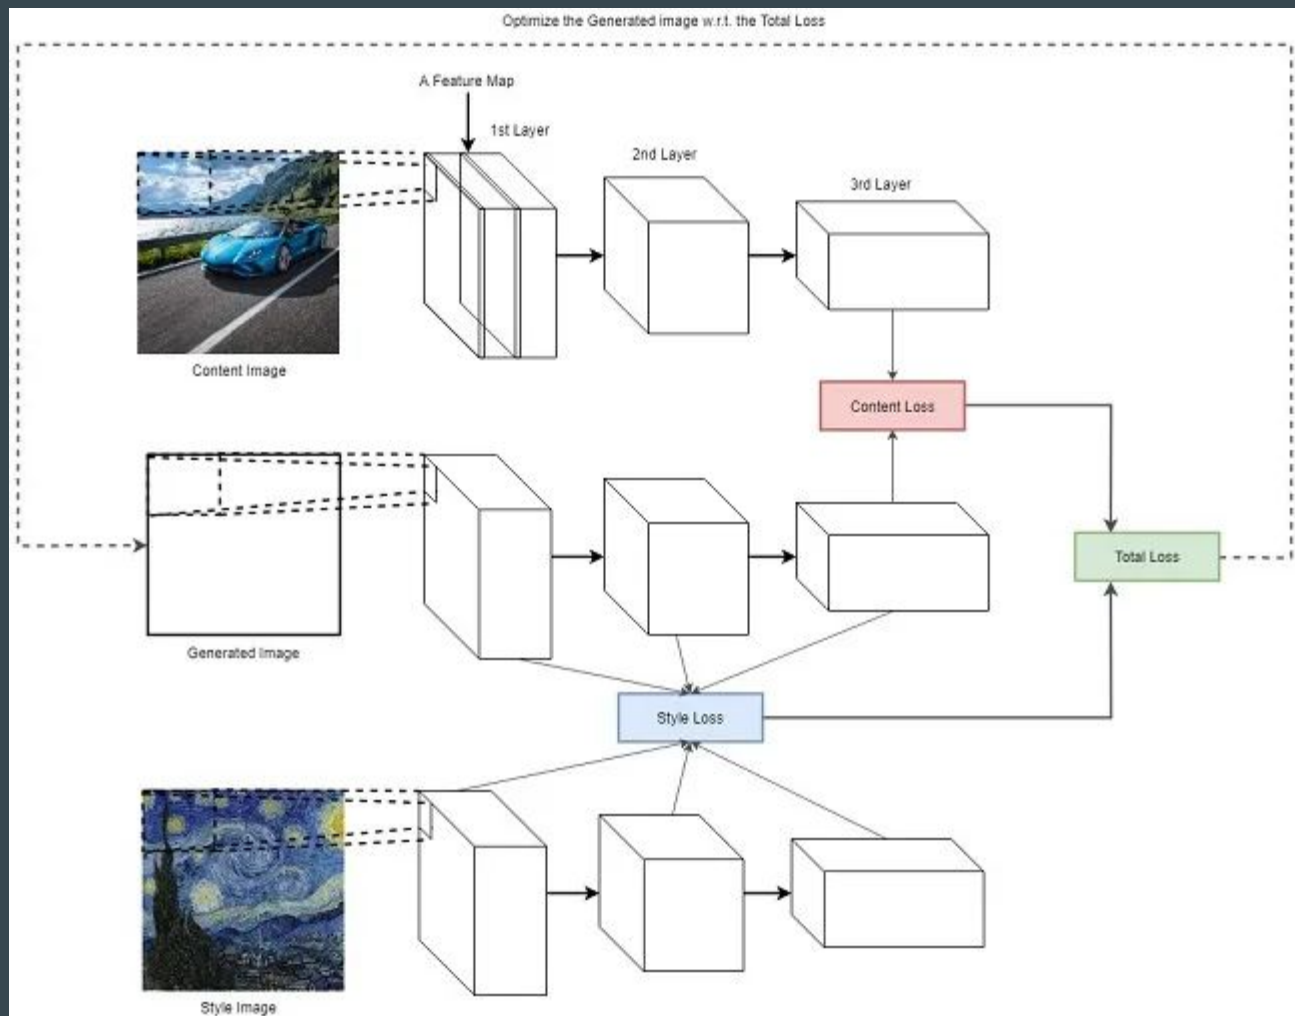 Optimize the Generated image w.r.t. the Total Loss
A Feature Map
1st Layer
2nd Layer
3rd Layer
Content Image
Content Loss
Total Loss
Generated Image
Style Loss
Style Image